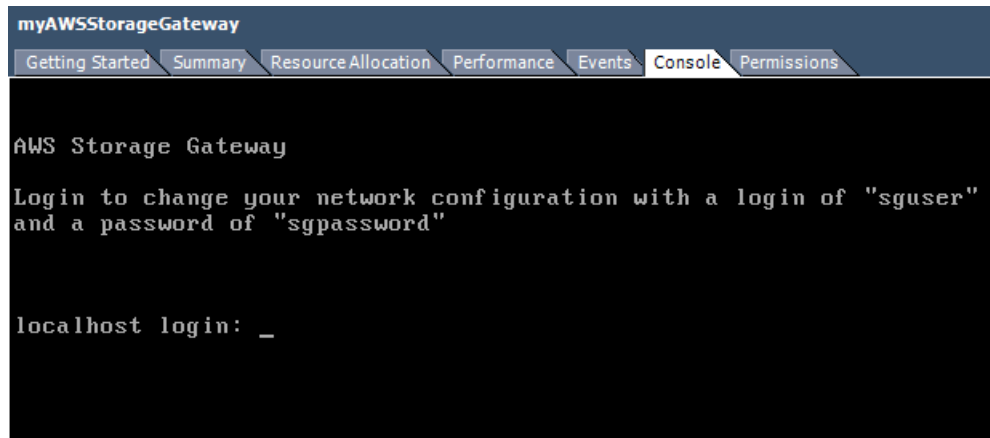 myAWSStorageGateway
Getting Started Summary Resource Allocation Performance Events Console Permissions
AWS Storage Gateway
Login to change your network configuration with a login of "sguser"
and a password of "sgpassword"
localhost login: _